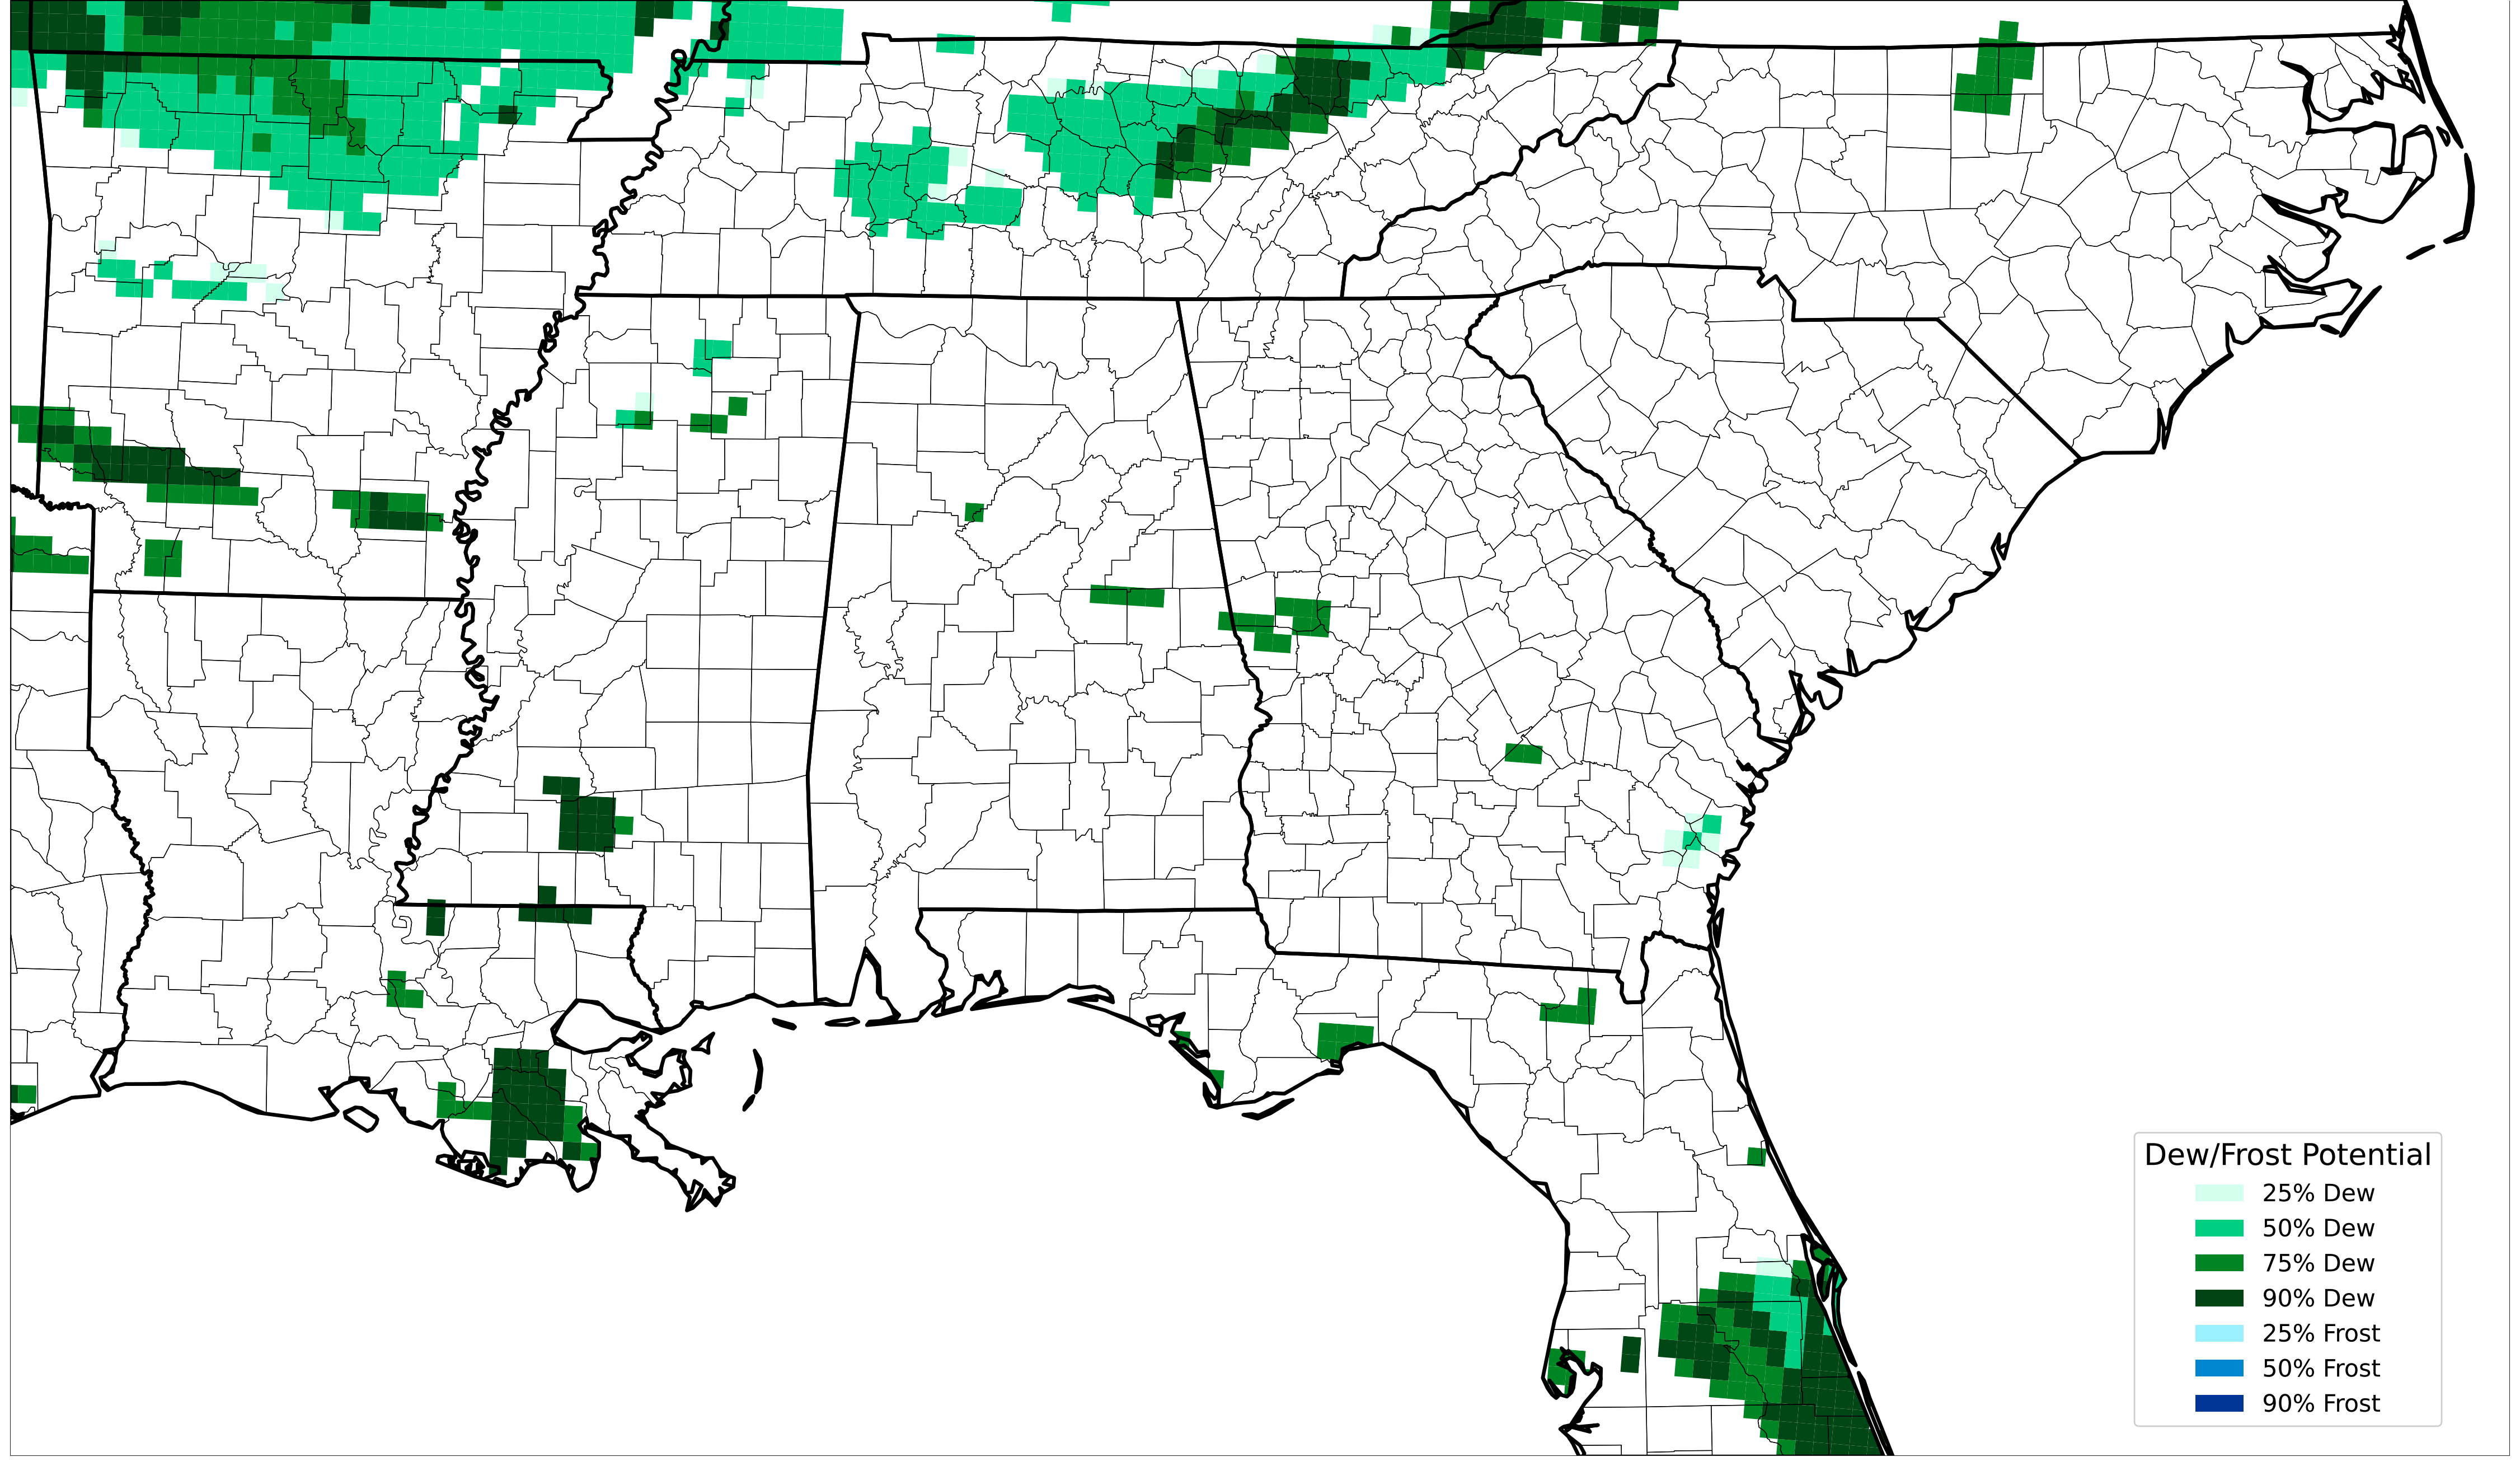 Dew/Frost Potential
25% Dew
50% Dew
75% Dew
90% Dew
25% Frost
50% Frost
90% Frost